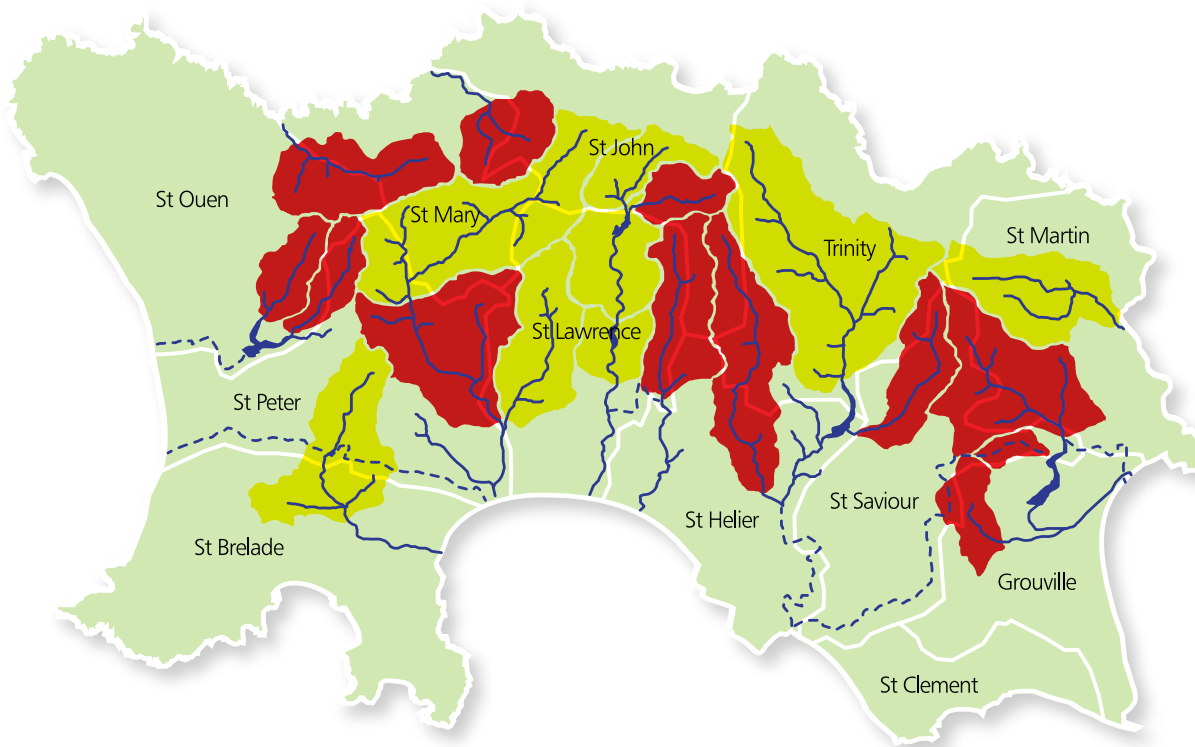 St John
St Ouen
St Mary
St Martin
Trinity
St Lawrence
St Peter
St Saviour
St Helier
St Brelade
Grouville
St Clement